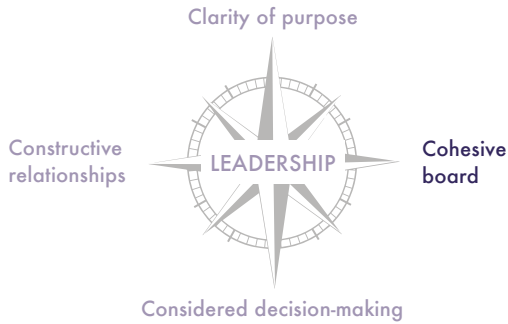 Clarity of purpose
Constructive
relationships
LEADERSHIP
Cohesive
board
Considered decision-making